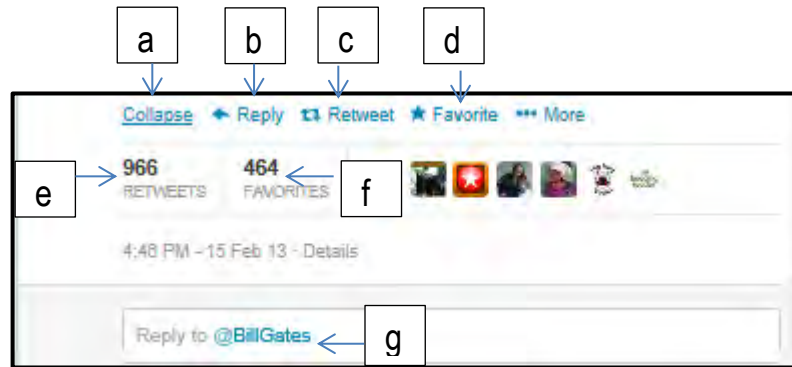 a b c d
Collapse Reply Retweet Favorite More
966 464
e RETWEETS FAVORITES f
4:48 PM - 15 Feb 13 · Details
Reply to @BillGates g